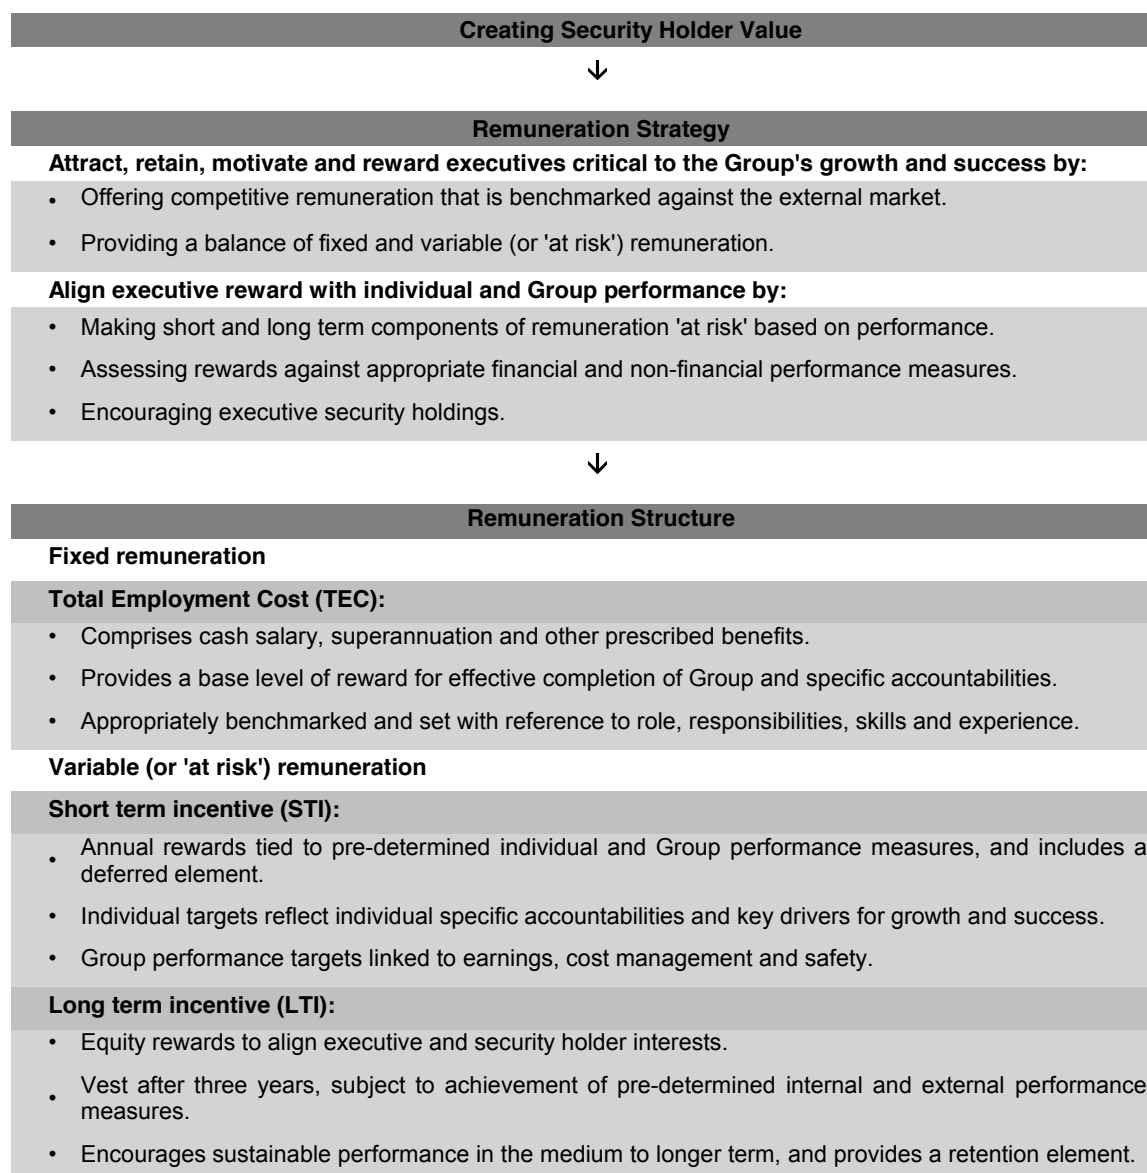 Creating Security Holder Value
↓
Remuneration Strategy
Attract, retain, motivate and reward executives critical to the Group's growth and success by:
• Offering competitive remuneration that is benchmarked against the external market.
• Providing a balance of fixed and variable (or 'at risk') remuneration.
Align executive reward with individual and Group performance by:
• Making short and long term components of remuneration 'at risk' based on performance.
• Assessing rewards against appropriate financial and non-financial performance measures.
• Encouraging executive security holdings.
↓
Remuneration Structure
Fixed remuneration
Total Employment Cost (TEC):
• Comprises cash salary, superannuation and other prescribed benefits.
• Provides a base level of reward for effective completion of Group and specific accountabilities.
• Appropriately benchmarked and set with reference to role, responsibilities, skills and experience.
Variable (or 'at risk') remuneration
Short term incentive (STI):
• Annual rewards tied to pre-determined individual and Group performance measures, and includes a
deferred element.
• Individual targets reflect individual specific accountabilities and key drivers for growth and success.
• Group performance targets linked to earnings, cost management and safety.
Long term incentive (LTI):
• Equity rewards to align executive and security holder interests.
• Vest after three years, subject to achievement of pre-determined internal and external performance
measures.
• Encourages sustainable performance in the medium to longer term, and provides a retention element.